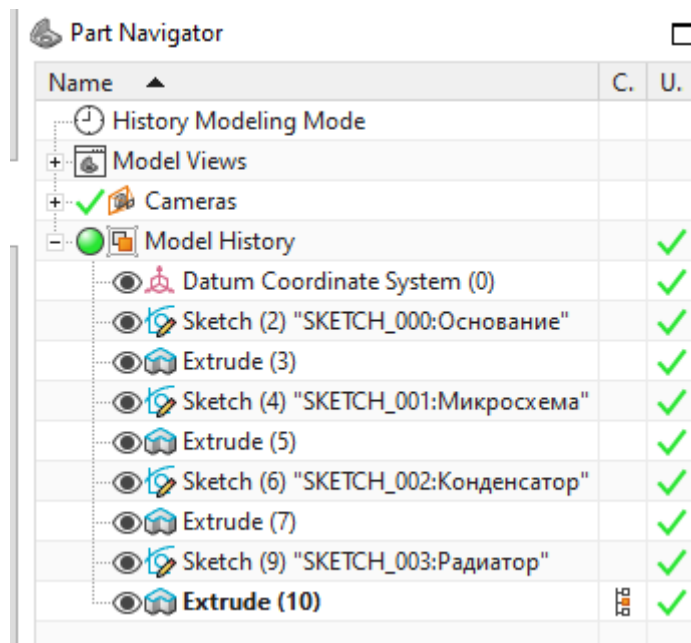 Part Navigator
Name C. U.
History Modeling Mode
Model Views
Cameras
Model History
Datum Coordinate System (0)
Sketch (2) "SKETCH_000:Основание"
Extrude (3)
Sketch (4) "SKETCH_001:Микросхема"
Extrude (5)
Sketch (6) "SKETCH_002:Конденсатор"
Extrude (7)
Sketch (9) "SKETCH_003:Радиатор"
Extrude (10)